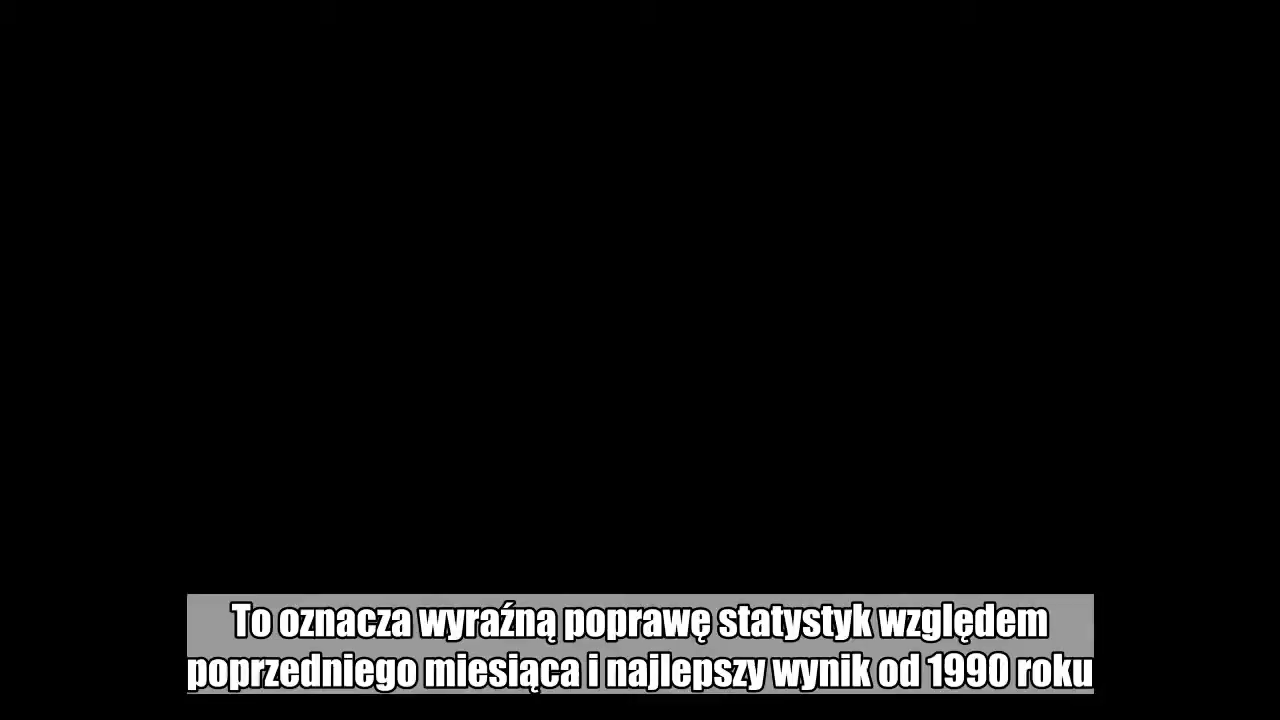 To oznacza wyraźną poprawę statystyk względem
poprzedniego miesiąca i najlepszy wynik od 1990 roku